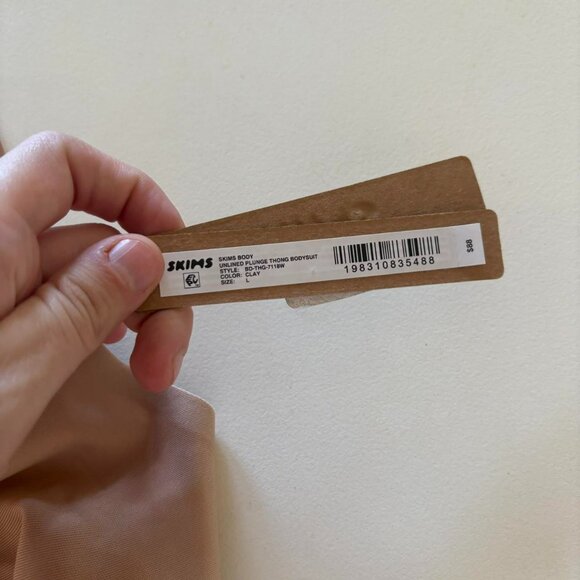 SKIMS
SKIMS BODY
UNLINED PLUNGE THONG BODYSUIT
STYLE: BD-THG-7118W
COLOR: CLAY
SIZE: L
198310835488
$88